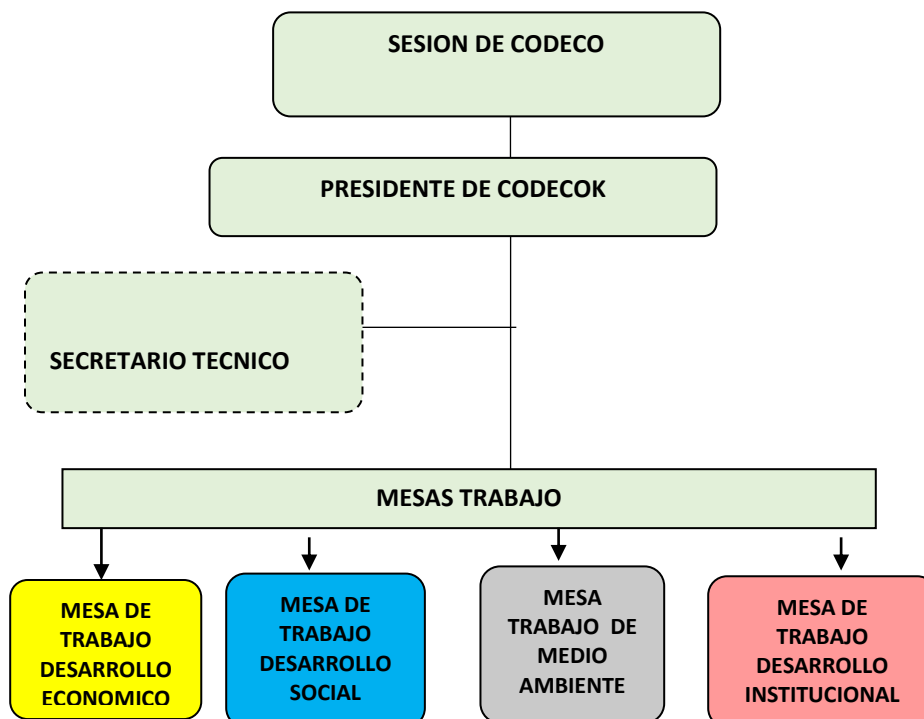 SESION DE CODECO
PRESIDENTE DE CODECOK
SECRETARIO TECNICO
MESAS TRABAJO
MESA DE
TRABAJO
DESARROLLO
ECONOMICO
MESA DE
TRABAJO
DESARROLLO
SOCIAL
MESA
TRABAJO DE
MEDIO
AMBIENTE
MESA DE
TRABAJO
DESARROLLO
INSTITUCIONAL